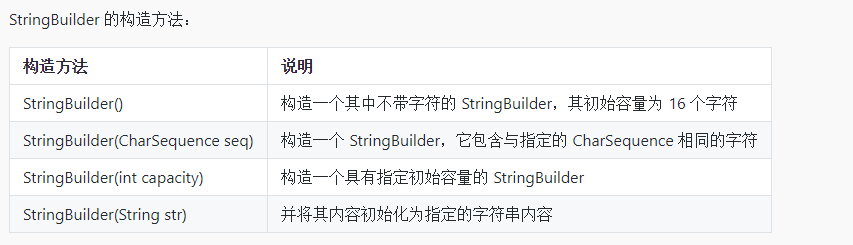 StringBuilder 的构造方法：
构造方法 说明
StringBuilder() 构造一个其中不带字符的 StringBuilder，其初始容量为 16 个字符
StringBuilder(CharSequence seq) 构造一个 StringBuilder，它包含与指定的 CharSequence 相同的字符
StringBuilder(int capacity) 构造一个具有指定初始容量的 StringBuilder
StringBuilder(String str) 并将其内容初始化为指定的字符串内容